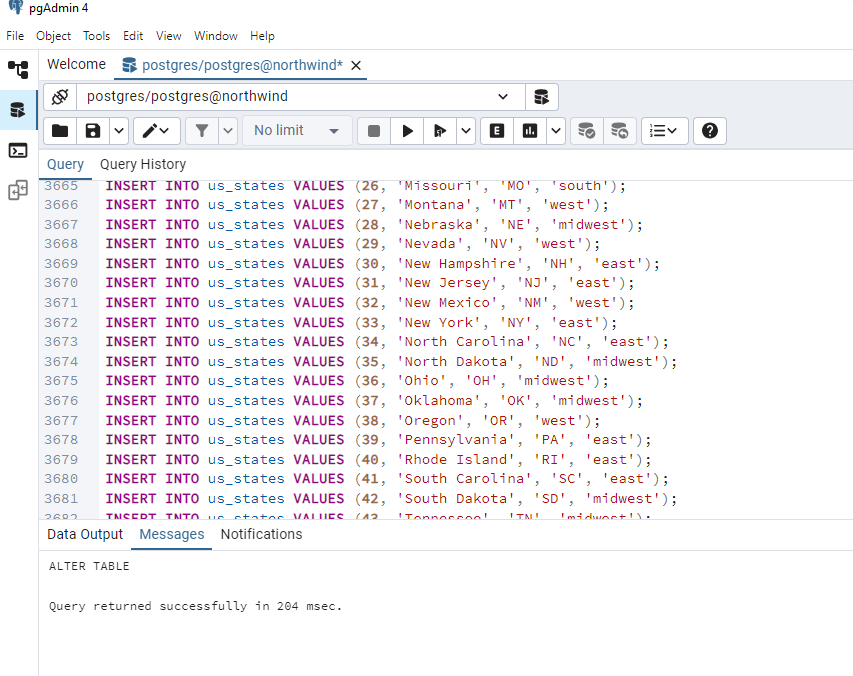 pgAdmin 4
File Object Tools Edit View Window Help
Welcome postgres/postgres@northwind*
postgres/postgres@northwind
No limit
Query Query History
3665 INSERT INTO us_states VALUES (26, 'Missouri', 'MO', 'south');
3666 INSERT INTO us_states VALUES (27, 'Montana', 'MT', 'west');
3667 INSERT INTO us_states VALUES (28, 'Nebraska', 'NE', 'midwest');
3668 INSERT INTO us_states VALUES (29, 'Nevada', 'NV', 'west');
3669 INSERT INTO us_states VALUES (30, 'New Hampshire', 'NH', 'east');
3670 INSERT INTO us_states VALUES (31, 'New Jersey', 'NJ', 'east');
3671 INSERT INTO us_states VALUES (32, 'New Mexico', 'NM', 'west');
3672 INSERT INTO us_states VALUES (33, 'New York', 'NY', 'east');
3673 INSERT INTO us_states VALUES (34, 'North Carolina', 'NC', 'east');
3674 INSERT INTO us_states VALUES (35, 'North Dakota', 'ND', 'midwest');
3675 INSERT INTO us_states VALUES (36, 'Ohio', 'OH', 'midwest');
3676 INSERT INTO us_states VALUES (37, 'Oklahoma', 'OK', 'midwest');
3677 INSERT INTO us_states VALUES (38, 'Oregon', 'OR', 'west');
3678 INSERT INTO us_states VALUES (39, 'Pennsylvania', 'PA', 'east');
3679 INSERT INTO us_states VALUES (40, 'Rhode Island', 'RI', 'east');
3680 INSERT INTO us_states VALUES (41, 'South Carolina', 'SC', 'east');
3681 INSERT INTO us_states VALUES (42, 'South Dakota', 'SD', 'midwest');
3682 INSERT INTO us_states VALUES (43, 'Tennessee', 'TN', 'midwest');
Data Output Messages Notifications
ALTER TABLE
Query returned successfully in 204 msec.